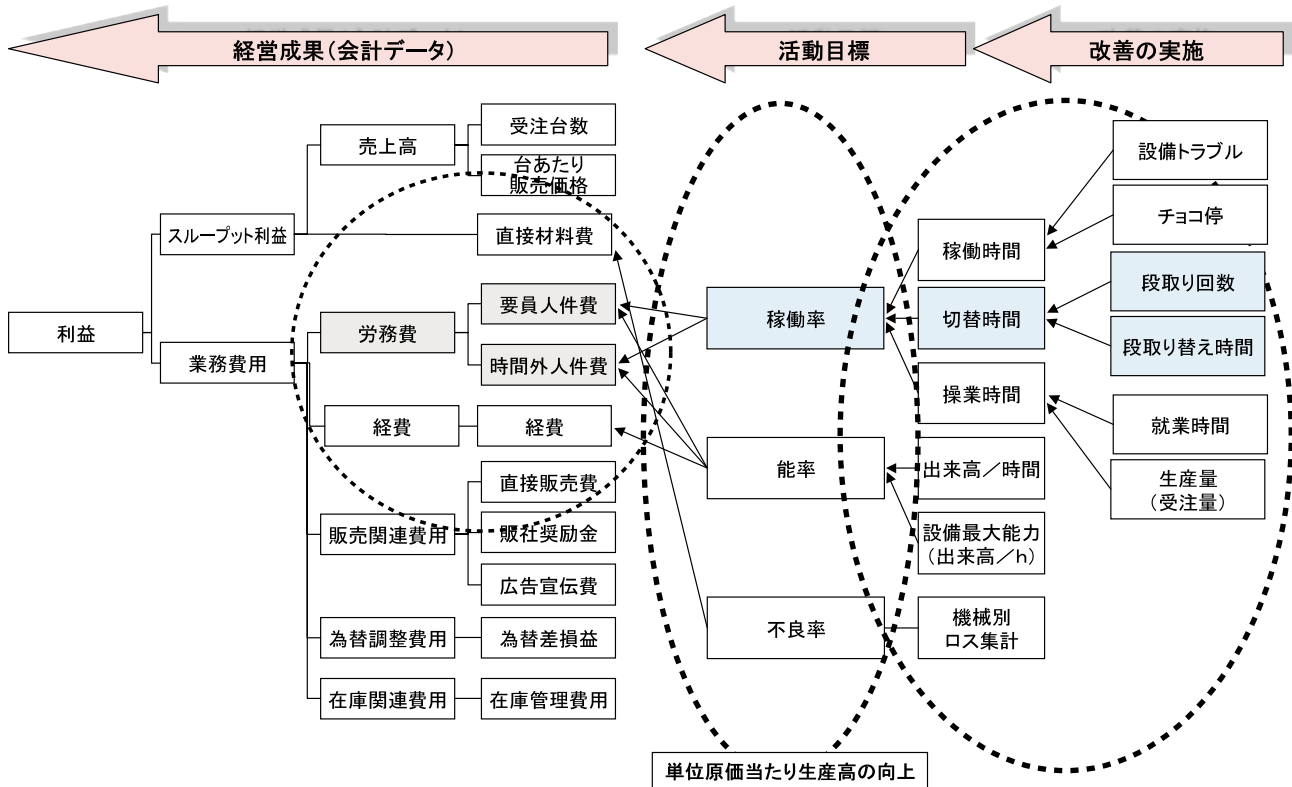 経営成果（会計データ）
活動目標
改善の実施
受注台数
売上高
台あたり
販売価格
スループット利益
直接材料費
利益
業務費用
労務費
要員人件費
時間外人件費
経費
経費
直接販売費
販売関連費用
販社奨励金
広告宣伝費
為替調整費用
為替差損益
在庫関連費用
在庫管理費用
稼働率
能率
不良率
単位原価当たり生産高の向上
稼働時間
切替時間
操業時間
出来高／時間
設備最大能力
（出来高／h）
機械別
ロス集計
設備トラブル
チョコ停
段取り回数
段取り替え時間
就業時間
生産量
（受注量）